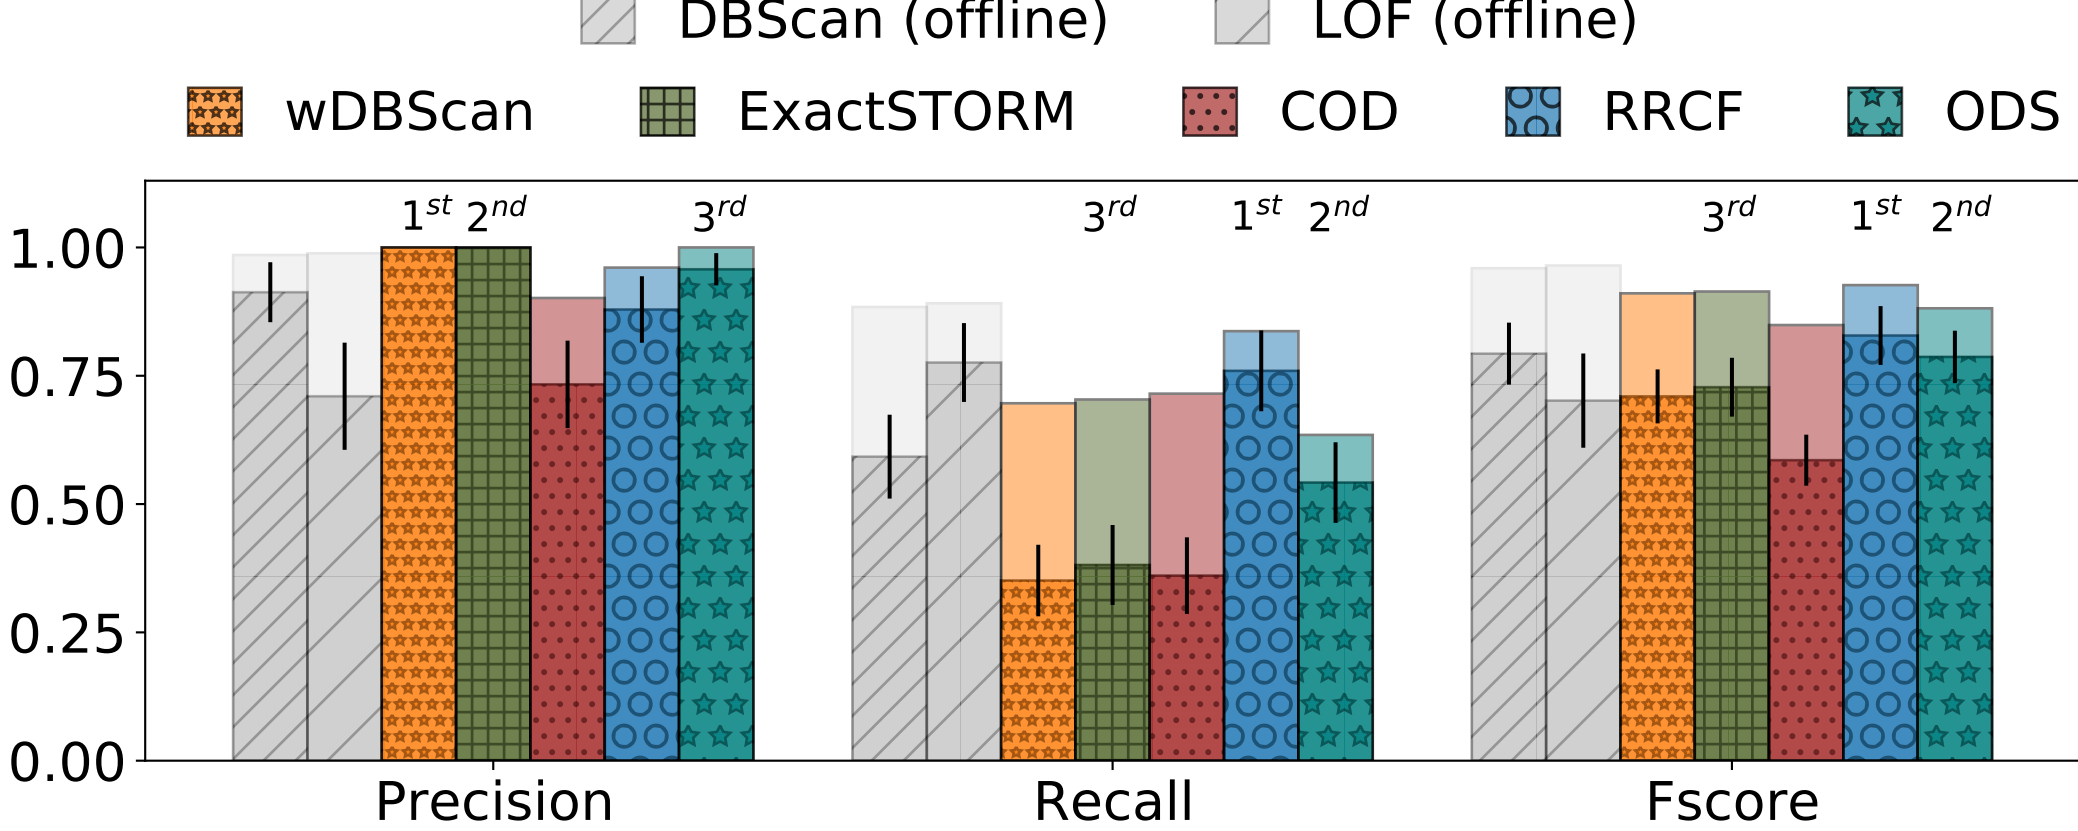 DBScan (offline) LOF (offline)
wDBScan ExactSTORM COD RRCF ODS
1st 2nd 3rd 3rd 1st 2nd 3rd 1st 2nd
1.00
0.75
0.50
0.25
0.00
Precision Recall Fscore